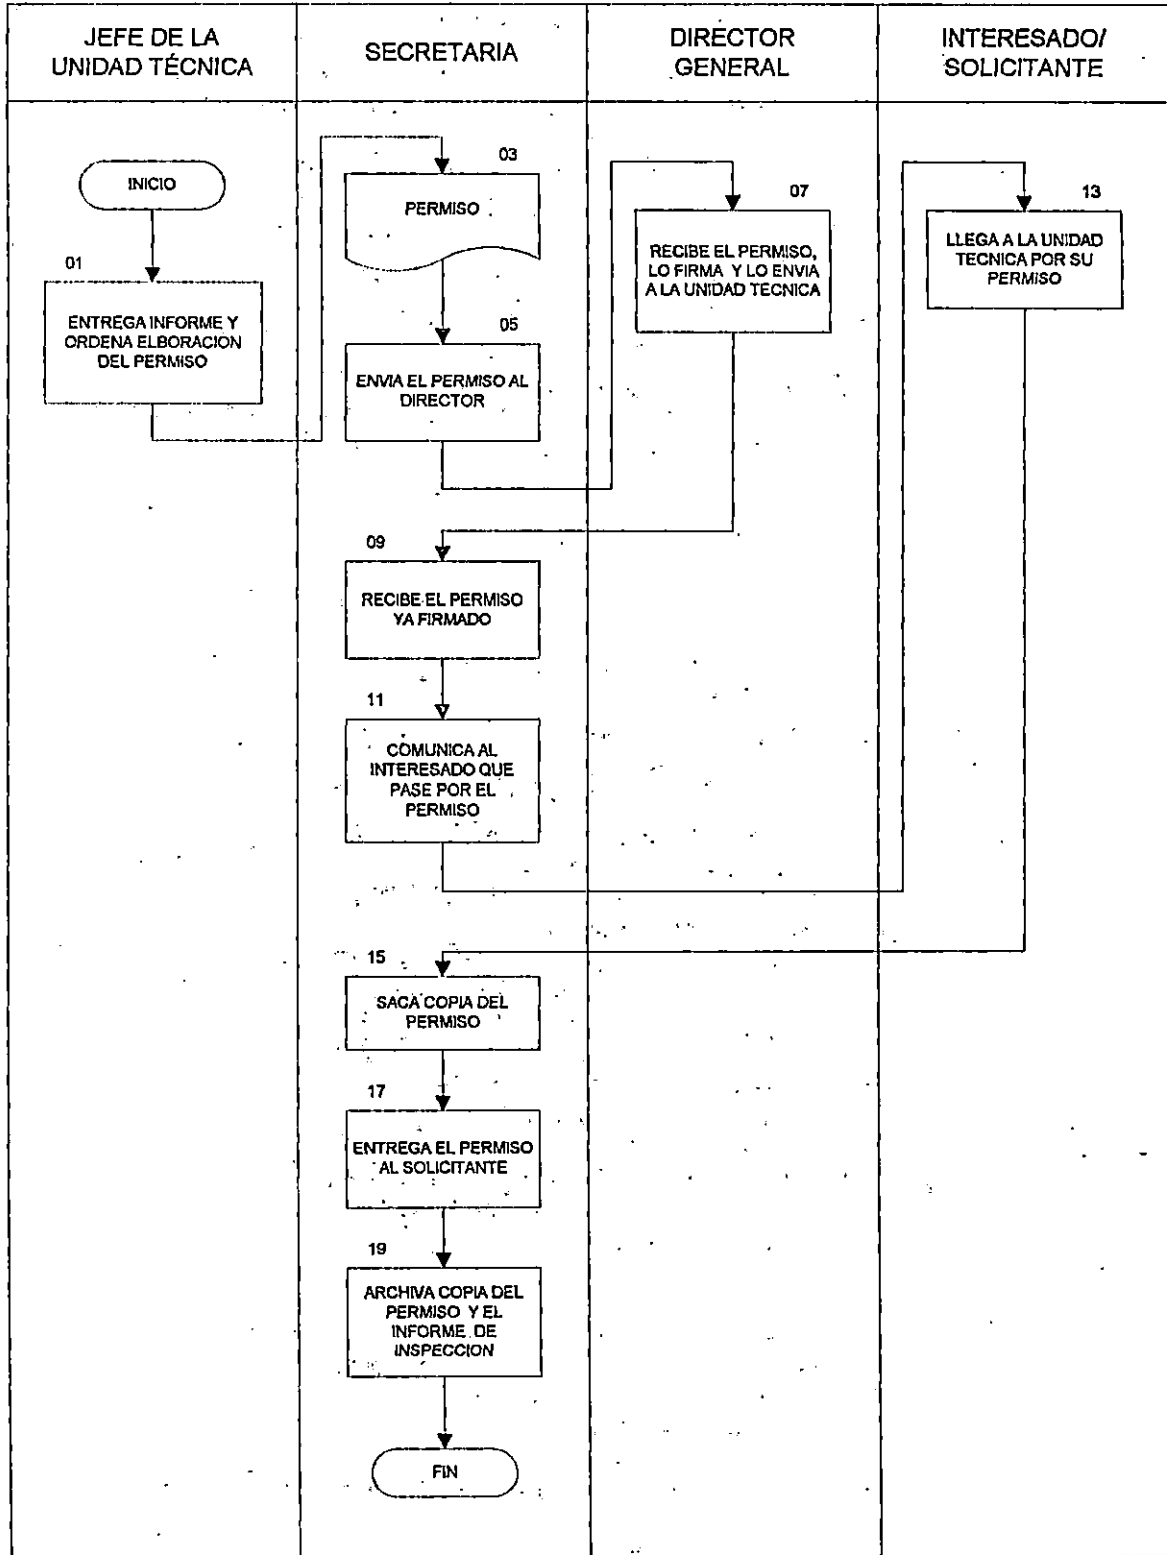 JEFE DE LA
UNIDAD TÉCNICA
SECRETARIA
DIRECTOR
GENERAL
INTERESADO/
SOLICITANTE
INICIO
01
ENTREGA INFORME Y
ORDENA ELBORACION
DEL PERMISO
03
PERMISO
05
ENVIA EL PERMISO AL
DIRECTOR
07
RECIBE EL PERMISO,
LO FIRMA Y LO ENVIA
A LA UNIDAD TECNICA
09
RECIBE EL PERMISO
YA FIRMADO
11
COMUNICA AL
INTERESADO QUE
PASE POR EL
PERMISO
13
LLEGA A LA UNIDAD
TECNICA POR SU
PERMISO
15
SACA COPIA DEL
PERMISO
17
ENTREGA EL PERMISO
AL SOLICITANTE
19
ARCHIVA COPIA DEL
PERMISO Y EL
INFORME DE
INSPECCION
FIN